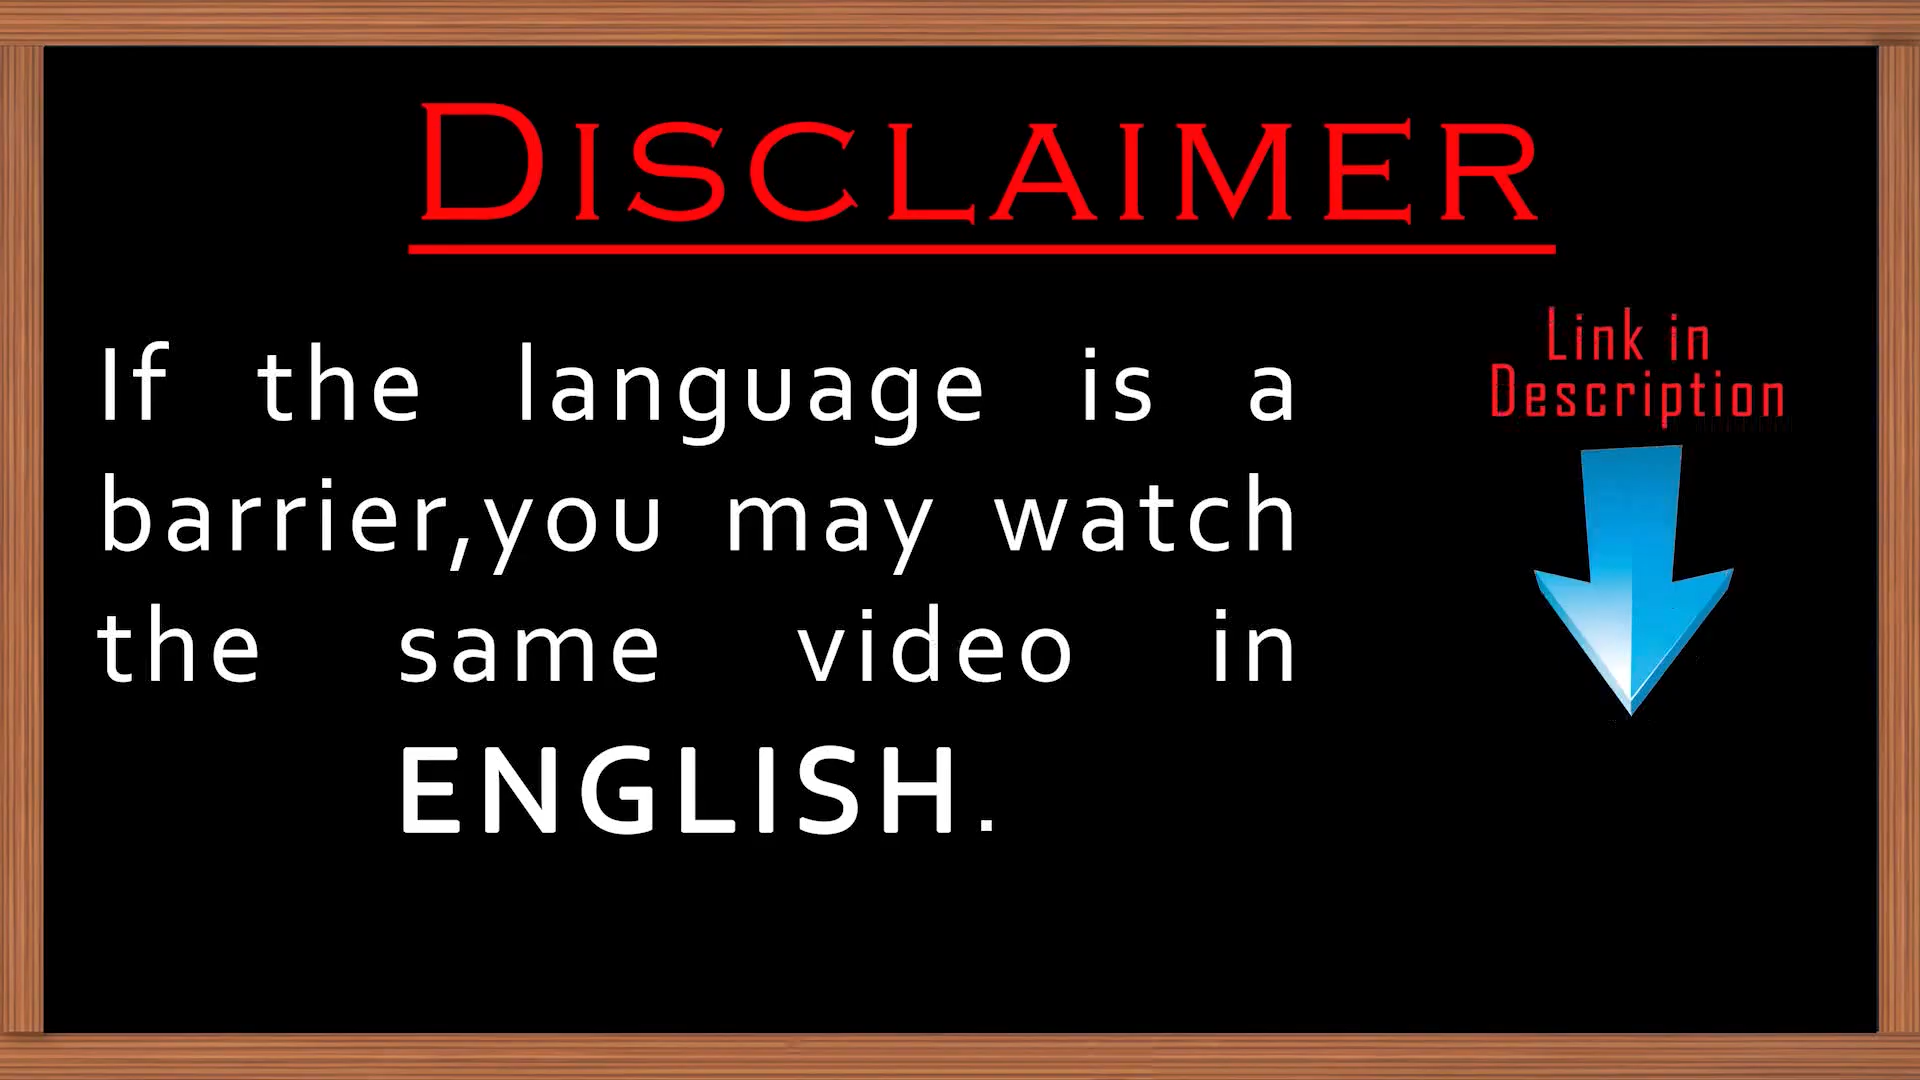 DISCLAIMER
If the language is a
barrier,you may watch
the same video in
ENGLISH.
Link in
Description